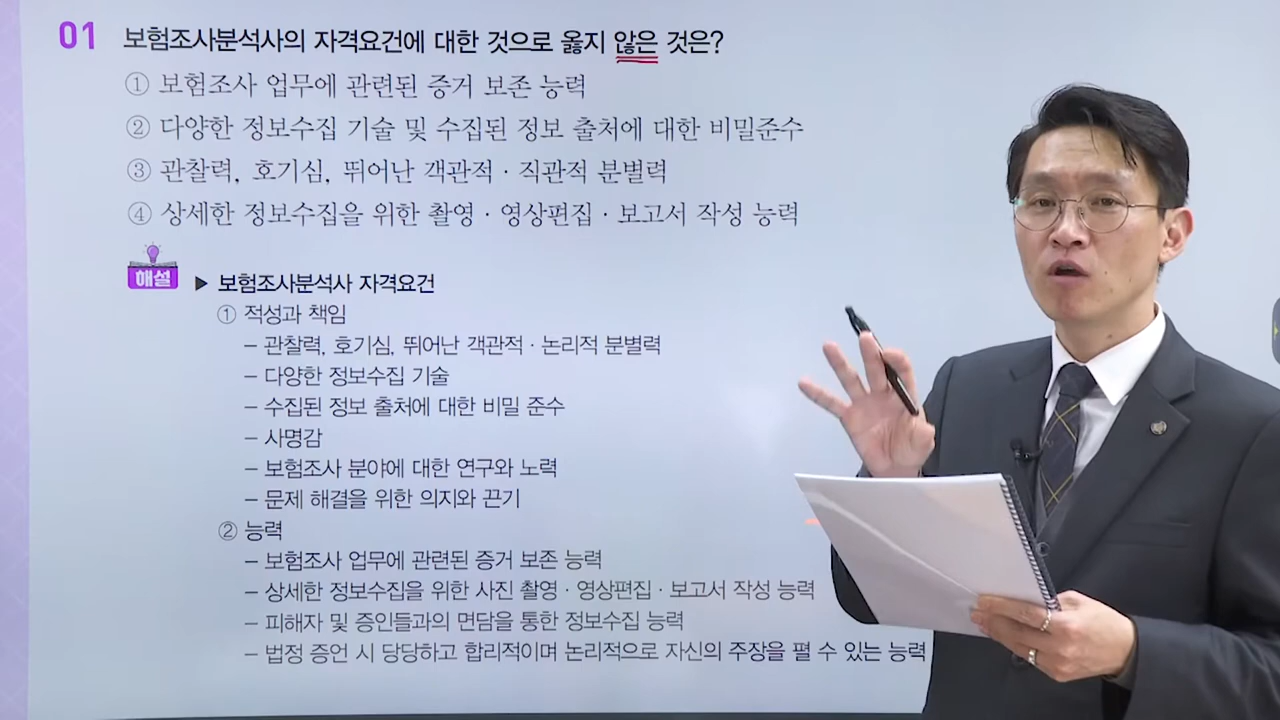 01 보험조사분석사의 자격요건에 대한 것으로 옳지 않은 것은?
① 보험조사 업무에 관련된 증거 보존 능력
② 다양한 정보수집 기술 및 수집된 정보 출처에 대한 비밀준수
③ 관찰력, 호기심, 뛰어난 객관적 · 직관적 분별력
④ 상세한 정보수집을 위한 촬영 · 영상편집 · 보고서 작성 능력
해설 ▶ 보험조사분석사 자격요건
① 적성과 책임
– 관찰력, 호기심, 뛰어난 객관적 · 논리적 분별력
– 다양한 정보수집 기술
– 수집된 정보 출처에 대한 비밀 준수
– 사명감
– 보험조사 분야에 대한 연구와 노력
– 문제 해결을 위한 의지와 끈기
② 능력
– 보험조사 업무에 관련된 증거 보존 능력
– 상세한 정보수집을 위한 사진 촬영 · 영상편집 · 보고서 작성 능력
– 피해자 및 증인들과의 면담을 통한 정보수집 능력
– 법정 증언 시 당당하고 합리적이며 논리적으로 자신의 주장을 펼 수 있는 능력